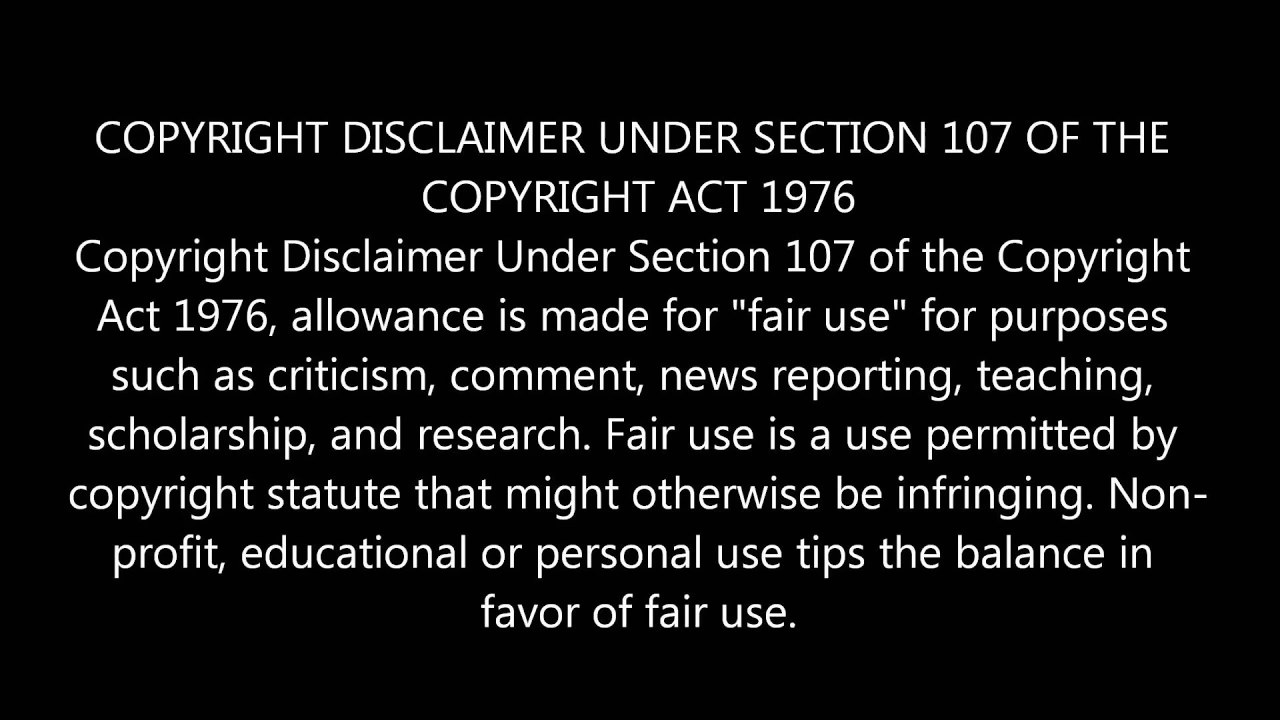 COPYRIGHT DISCLAIMER UNDER SECTION 107 OF THE
COPYRIGHT ACT 1976
Copyright Disclaimer Under Section 107 of the Copyright
Act 1976, allowance is made for "fair use" for purposes
such as criticism, comment, news reporting, teaching,
scholarship, and research. Fair use is a use permitted by
copyright statute that might otherwise be infringing. Non-
profit, educational or personal use tips the balance in
favor of fair use.